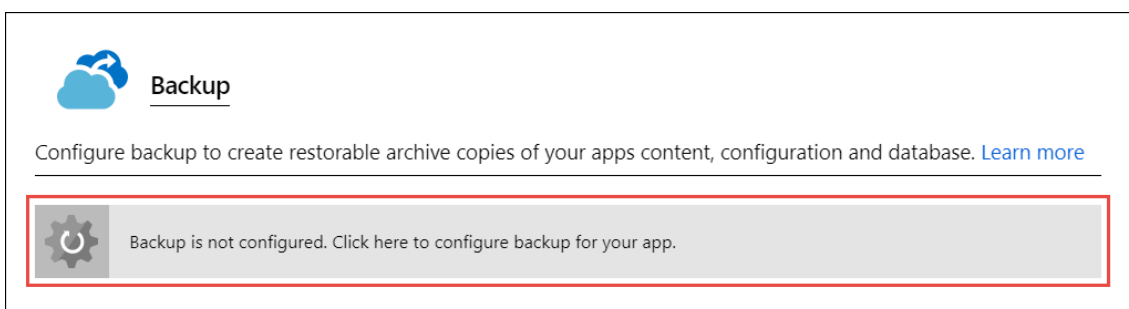 Backup
Configure backup to create restorable archive copies of your apps content, configuration and database. Learn more
Backup is not configured. Click here to configure backup for your app.